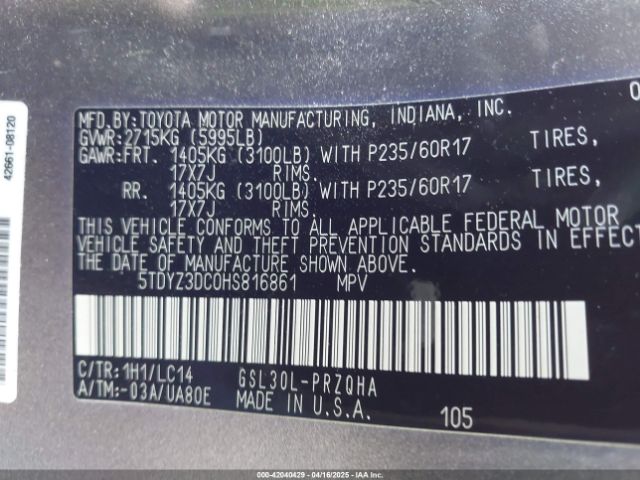 MFD.BY:TOYOTA MOTOR MANUFACTURING, INDIANA, INC.
GVWR:2715KG (5995LB)
GAWR:FRT. 1405KG (3100LB) WITH P235/60R17 TIRES,
17X7J RIMS.
RR. 1405KG (3100LB) WITH P235/60R17 TIRES,
17X7J RIMS.
THIS VEHICLE CONFORMS TO ALL APPLICABLE FEDERAL MOTOR
VEHICLE SAFETY AND THEFT PREVENTION STANDARDS IN EFFECT
THE DATE OF MANUFACTURE SHOWN ABOVE.
5TDYZ3DC0HS816861 MPV
C/TR:1H1/LC14 GSL30L-PRZQHA
A/TM:-03A/UA80E MADE IN U.S.A.
105
42661-08120
000-42040429 - 04/16/2025 - IAAI.COM